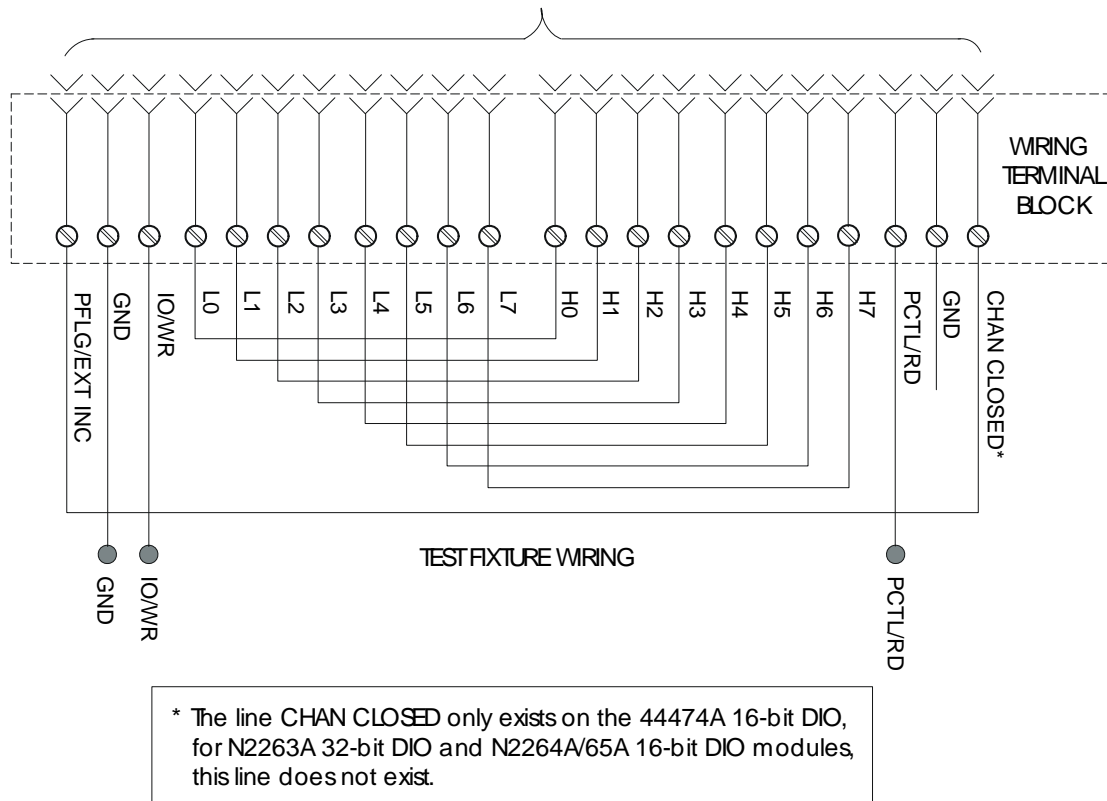 WIRING
TERMINAL
BLOCK
PFLG/EXT INC
GND
IO/WR
L0
L1
L2
L3
L4
L5
L6
L7
H0
H1
H2
H3
H4
H5
H6
H7
PCTL/RD
GND
CHAN CLOSED*
TEST FIXTURE WIRING
GND
IO/WR
PCTL/RD
* The line CHAN CLOSED only exists on the 44474A 16-bit DIO,
for N2263A 32-bit DIO and N2264A/65A 16-bit DIO modules,
this line does not exist.